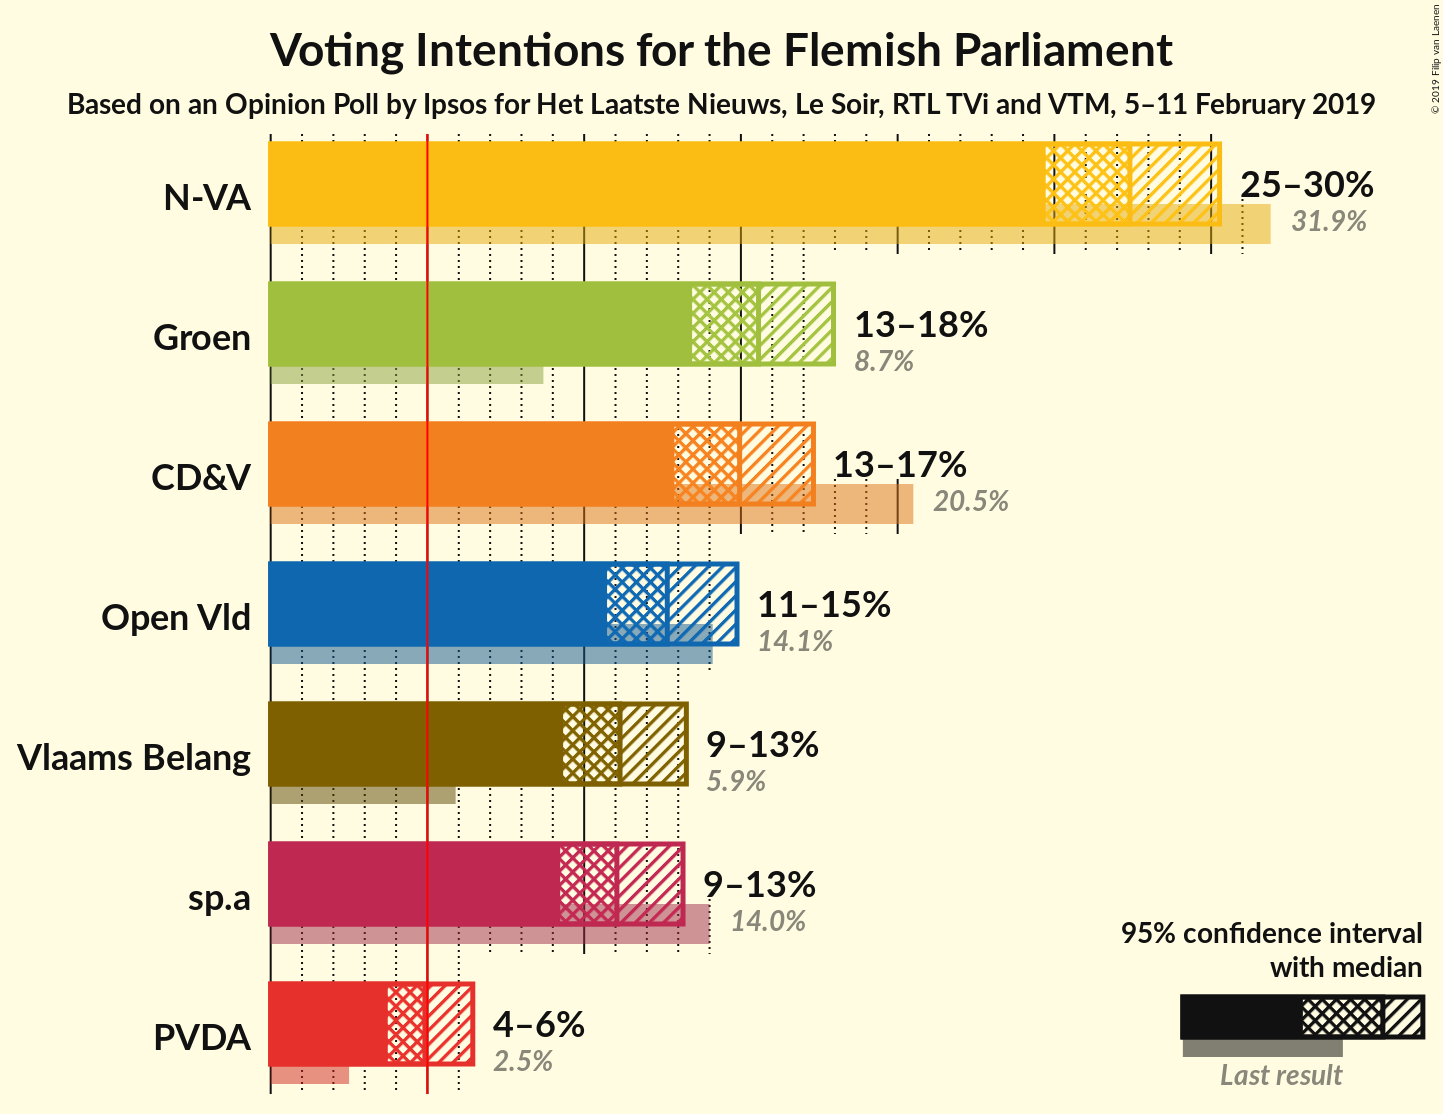 Voting Intentions for the Flemish Parliament
Based on an Opinion Poll by Ipsos for Het Laatste Nieuws, Le Soir, RTL TVi and VTM, 5–11 February 2019
© 2019 Filip van Laenen
N-VA
25–30%
31.9%
Groen
13–18%
8.7%
CD&V
13–17%
20.5%
Open Vld
11–15%
14.1%
Vlaams Belang
9–13%
5.9%
sp.a
9–13%
14.0%
PVDA
4–6%
2.5%
95% confidence interval
with median
Last result